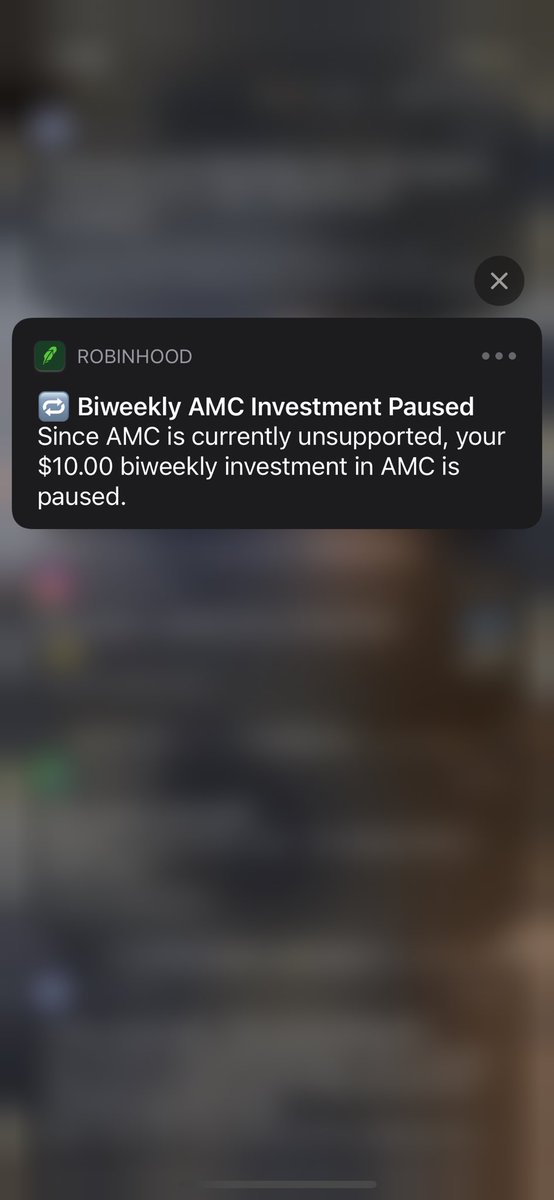 ROBINHOOD
🔁 Biweekly AMC Investment Paused
Since AMC is currently unsupported, your
$10.00 biweekly investment in AMC is
paused.